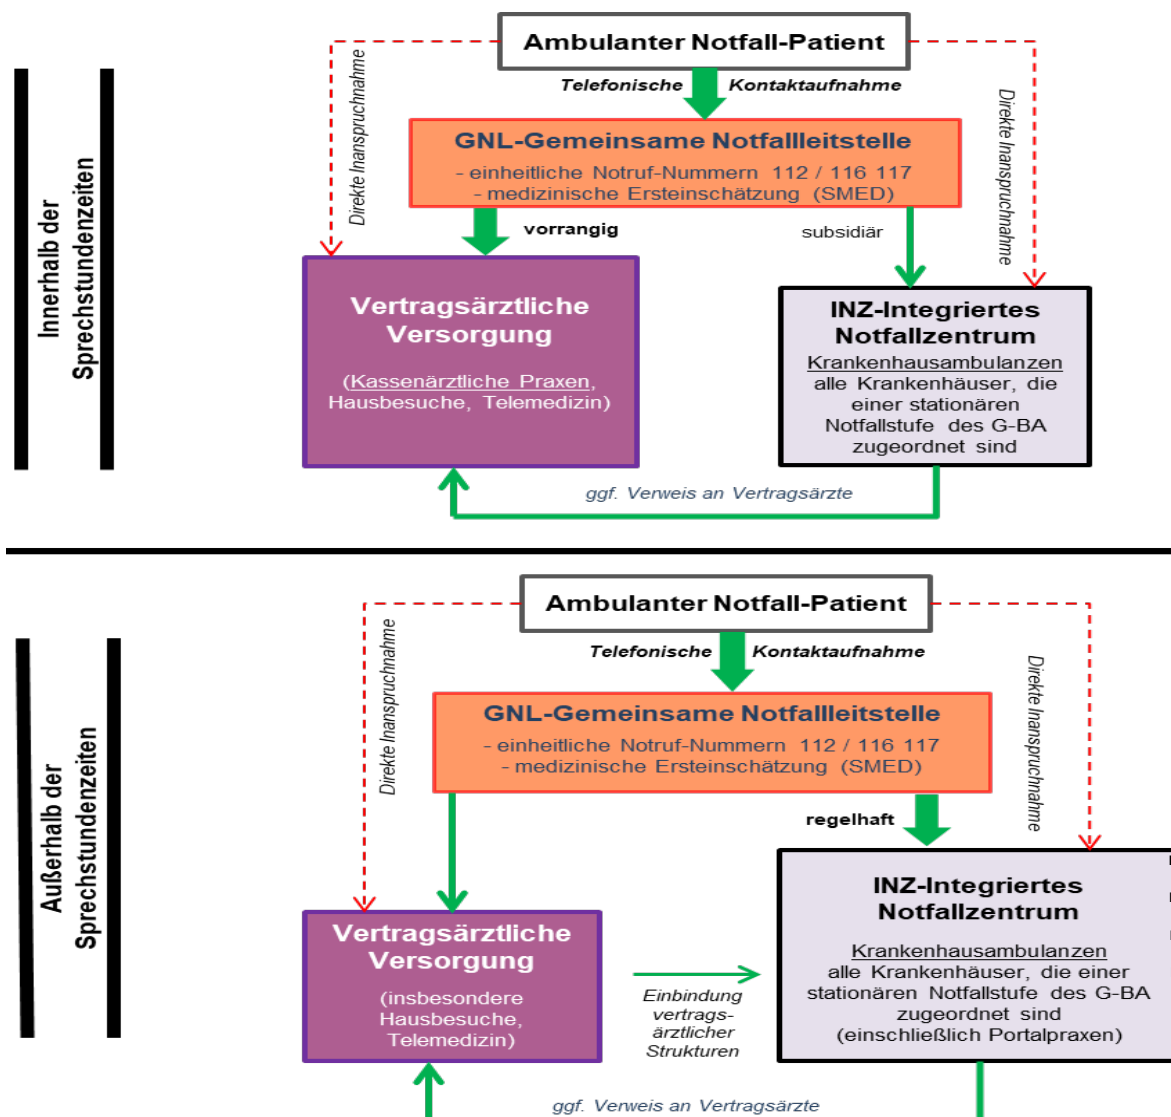 Ambulanter Notfall-Patient
Telefonische Kontaktaufnahme
Direkte Inanspruchnahme
Direkte Inanspruchnahme
GNL-Gemeinsame Notfallleitstelle
- einheitliche Notruf-Nummern 112 / 116 117
- medizinische Ersteinschätzung (SMED)
vorrangig
subsidiär
Innerhalb der
Sprechstundenzeiten
Vertragsärztliche
Versorgung
(Kassenärztliche Praxen,
Hausbesuche, Telemedizin)
INZ-Integriertes
Notfallzentrum
Krankenhausambulanzen
alle Krankenhäuser, die
einer stationären
Notfallstufe des G-BA
zugeordnet sind
ggf. Verweis an Vertragsärzte
Ambulanter Notfall-Patient
Telefonische Kontaktaufnahme
Direkte Inanspruchnahme
Direkte Inanspruchnahme
GNL-Gemeinsame Notfallleitstelle
- einheitliche Notruf-Nummern 112 / 116 117
- medizinische Ersteinschätzung (SMED)
regelhaft
Außerhalb der
Sprechstundenzeiten
Vertragsärztliche
Versorgung
(insbesondere
Hausbesuche,
Telemedizin)
Einbindung
vertrags-
ärztlicher
Strukturen
INZ-Integriertes
Notfallzentrum
Krankenhausambulanzen
alle Krankenhäuser, die einer
stationären Notfallstufe des G-BA
zugeordnet sind
(einschließlich Portalpraxen)
ggf. Verweis an Vertragsärzte